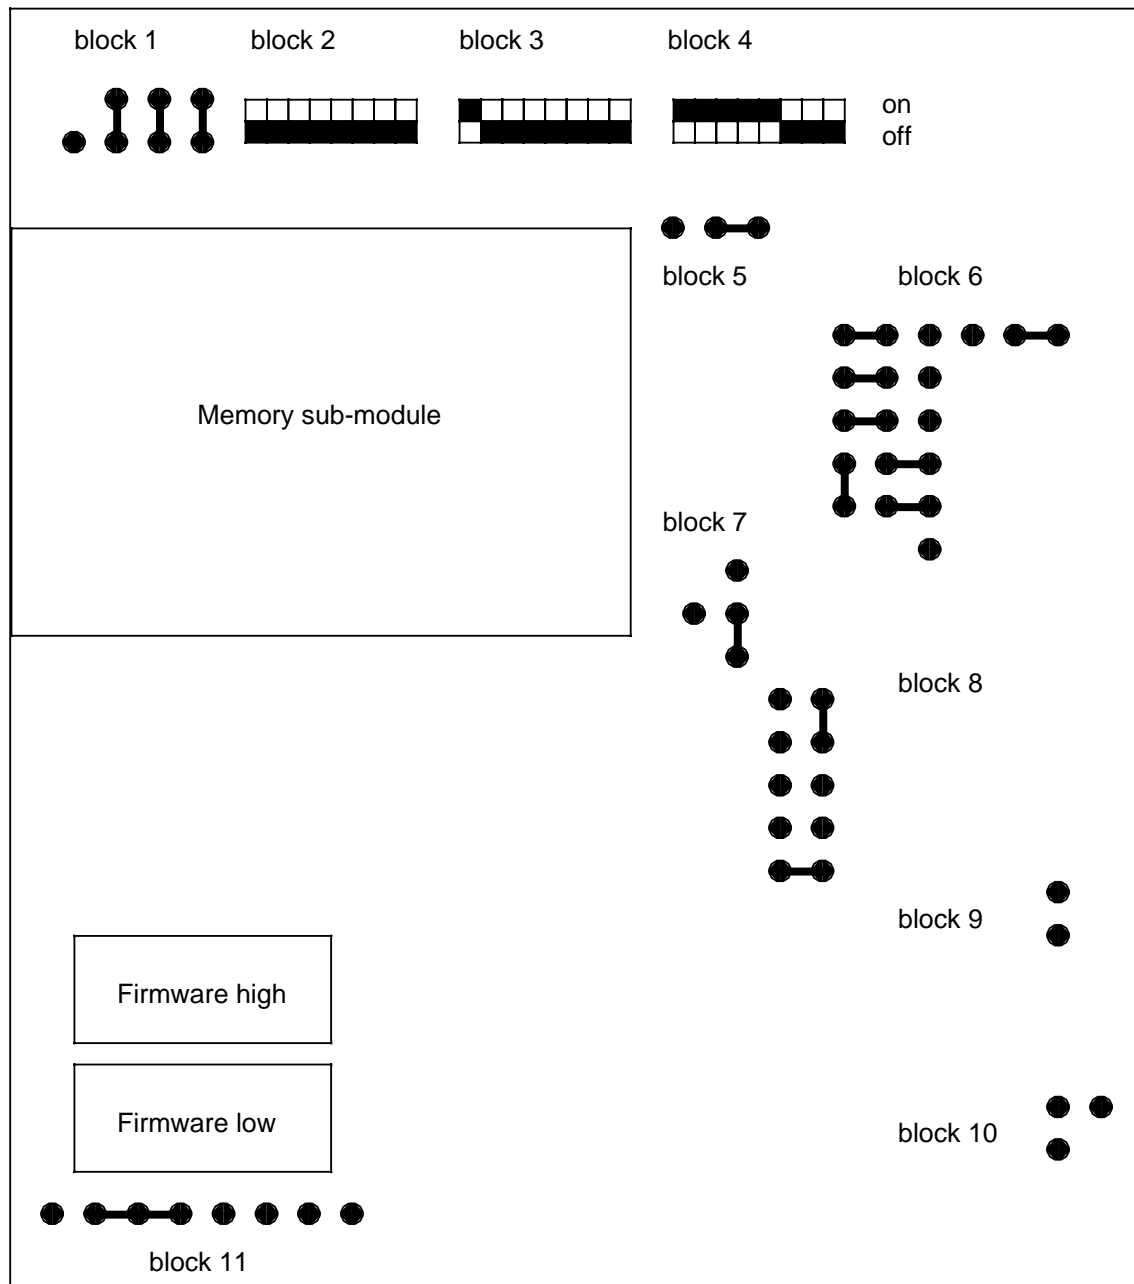 block 1
block 2
block 3
block 4
on
off
block 5
block 6
Memory sub-module
block 7
block 8
block 9
Firmware high
Firmware low
block 10
block 11